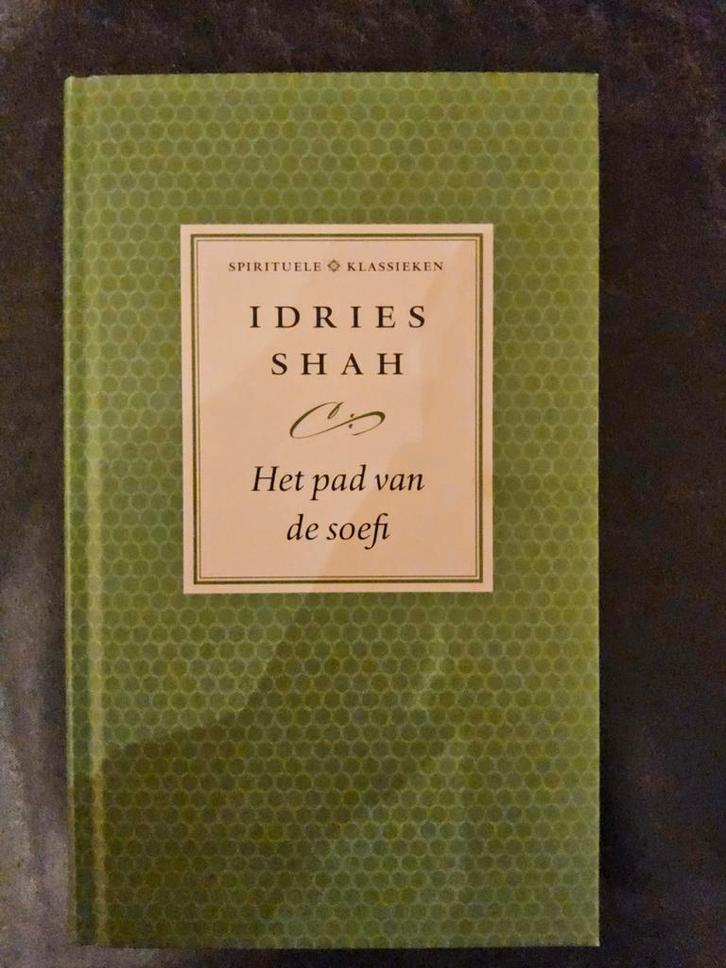 SPIRITUELE KLASSIEKEN
IDRIES
SHAH
Het pad van
de soefi